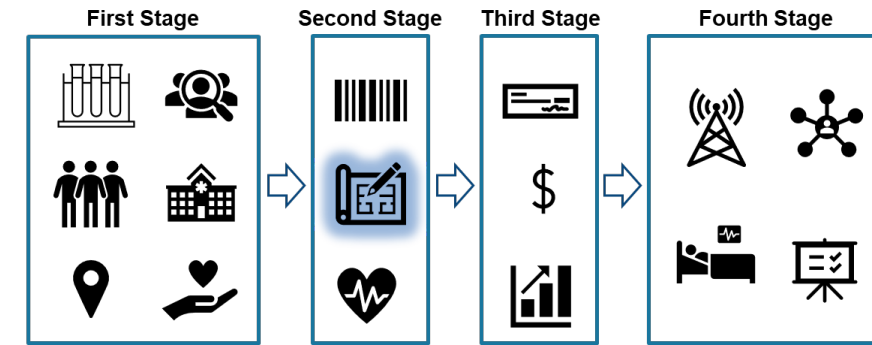 First Stage
Second Stage
Third Stage
Fourth Stage
$